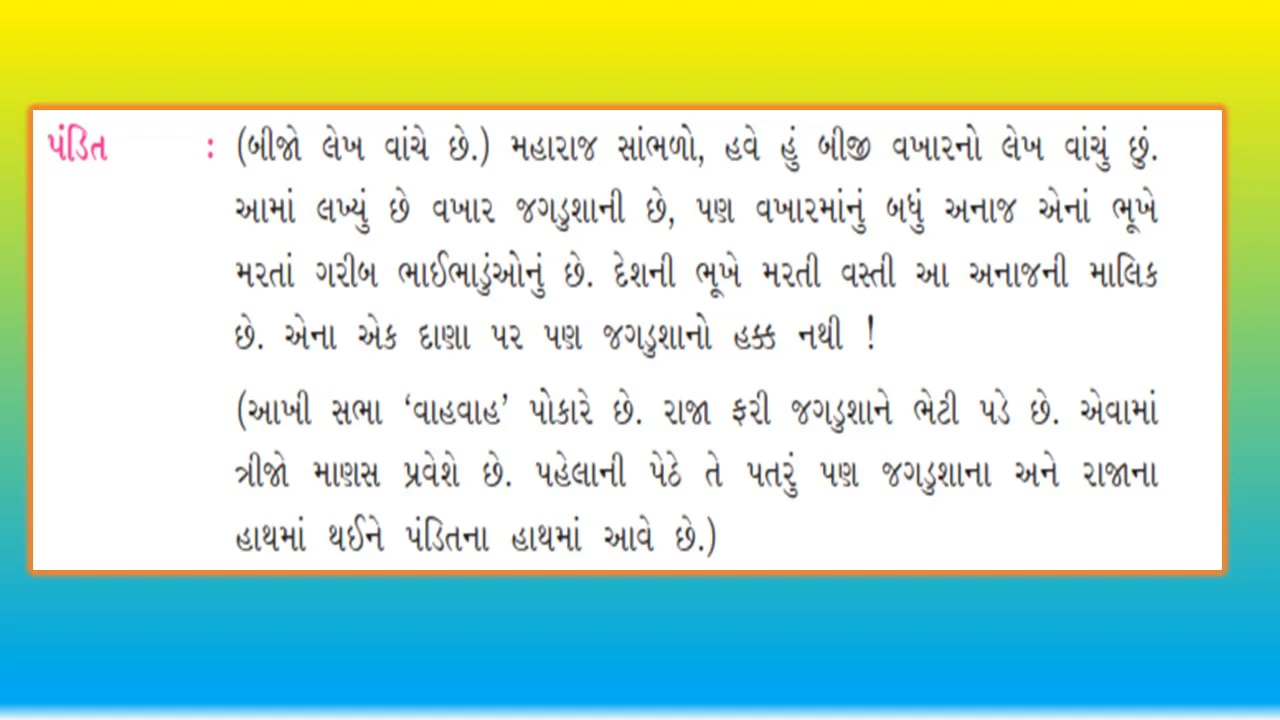 પંડિત : (બીજો લેખ વાંચે છે.) મહારાજ સાંભળો, હવે હું બીજી વખારનો લેખ વાંચું છું.
આમાં લખ્યું છે વખાર જગડુશાની છે, પણ વખારમાંનું બધું અનાજ એનાં ભૂખે
મરતાં ગરીબ ભાઈભાડુંઓનું છે. દેશની ભૂખે મરતી વસ્તી આ અનાજની માલિક
છે. એના એક દાણા પર પણ જગડુશાનો હક્ક નથી !
(આખી સભા ‘વાહવાહ’ પોકારે છે. રાજા ફરી જગડુશાને ભેટી પડે છે. એવામાં
ત્રીજો માણસ પ્રવેશે છે. પહેલાની પેઠે તે પતરું પણ જગડુશાના અને રાજાના
હાથમાં થઈને પંડિતના હાથમાં આવે છે.)